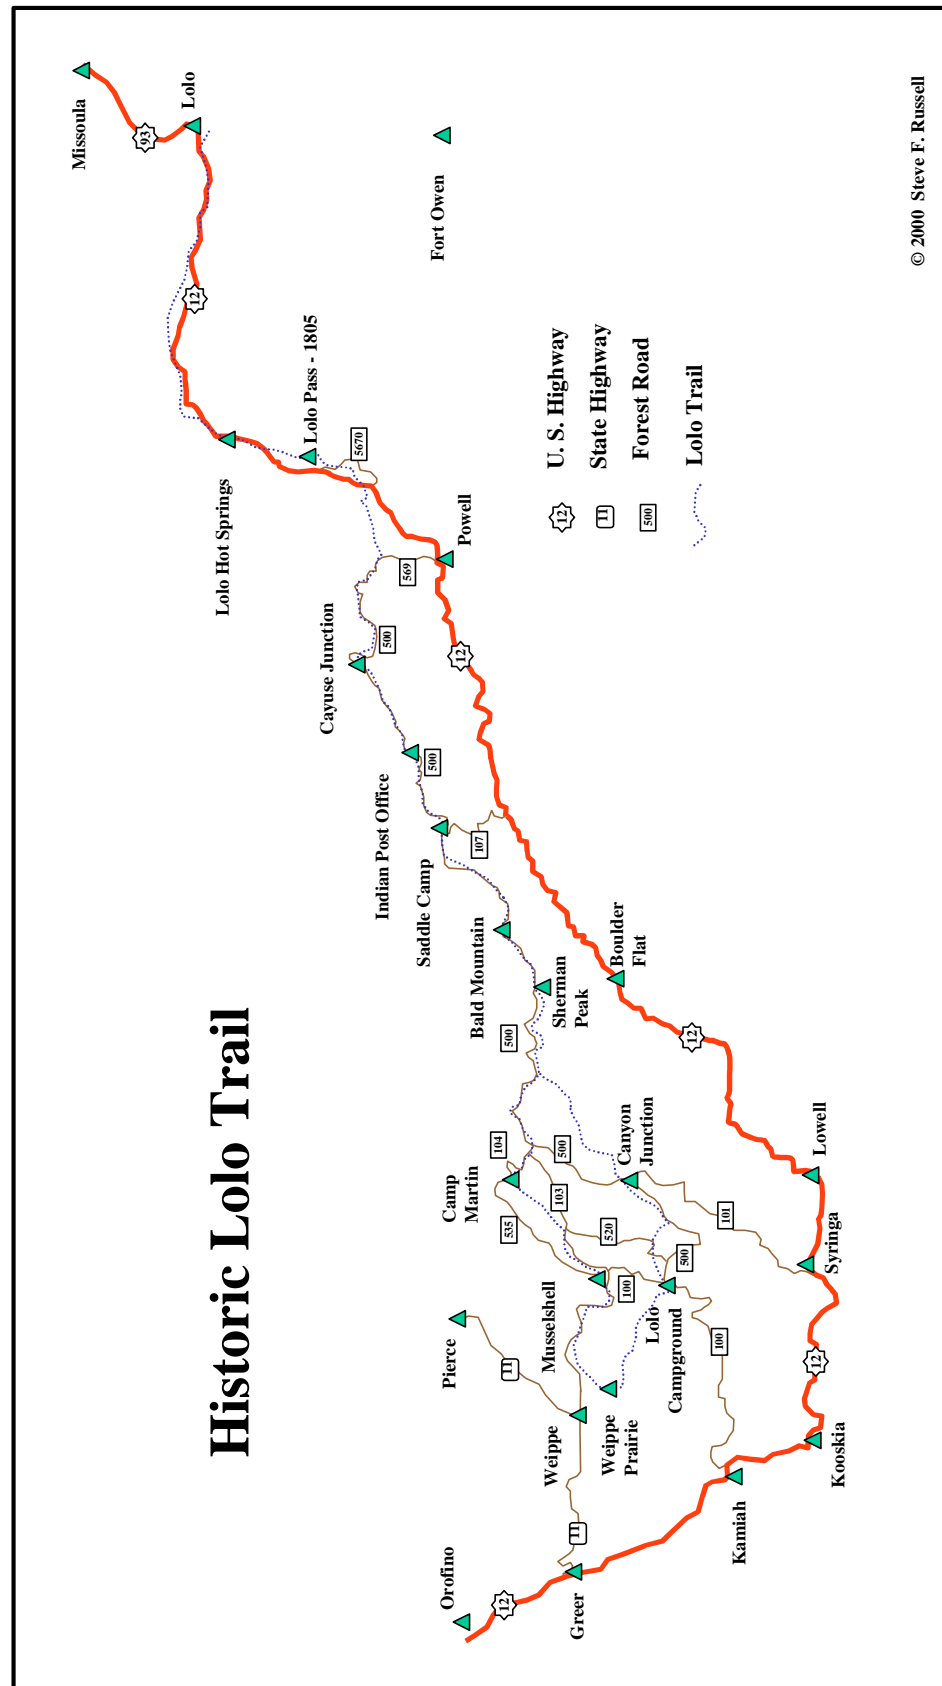 Historic Lolo Trail
Missoula
93
Lolo
12
Fort Owen
Lolo Hot Springs
Lolo Pass - 1805
5670
Powell
569
Cayuse Junction
500
12
Indian Post Office
500
Saddle Camp
107
Bald Mountain
Sherman
Peak
Boulder
Flat
500
12
104
Camp
Martin
500
Canyon
Junction
Lowell
535
103
520
101
Syringa
Pierce
11
Musselshell
100
500
Lolo
Campground
100
12
Weippe
Weippe
Prairie
Kooskia
Kamiah
11
Orofino
12
Greer
12
U. S. Highway
11
State Highway
500
Forest Road
Lolo Trail
© 2000 Steve F. Russell